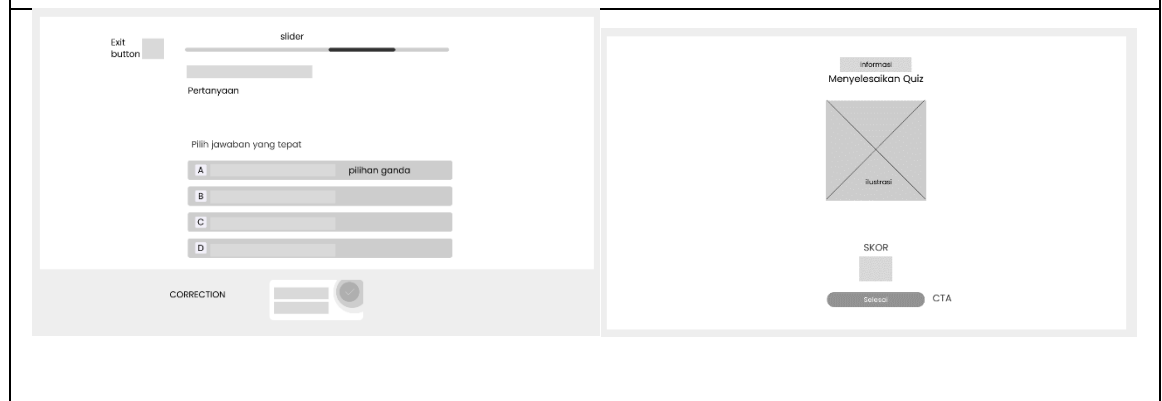 Exit
button
slider
Pertanyaan
Pilih jawaban yang tepat
A
pilihan ganda
B
C
D
CORRECTION
Informasi
Menyelesaikan Quiz
ilustrasi
SKOR
Selesai
CTA